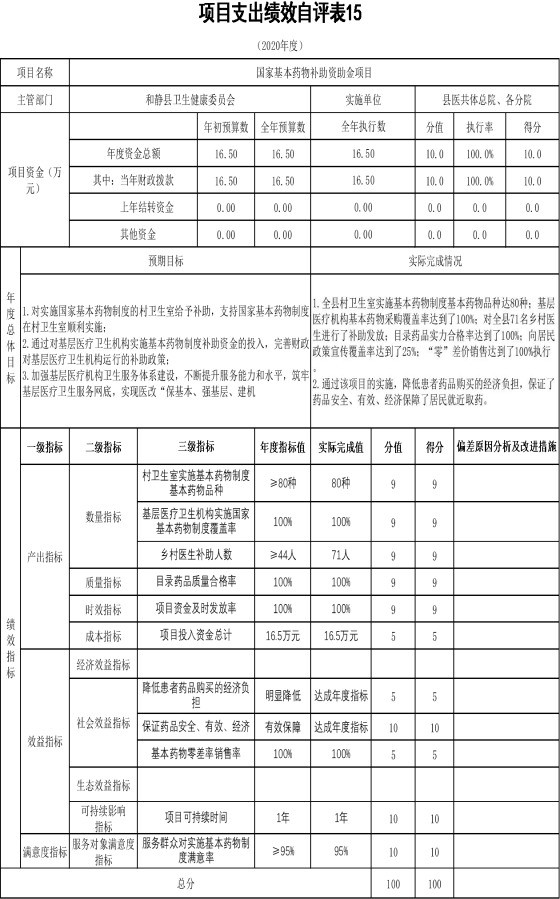 项目支出绩效自评表15
（2020年度）
项目名称 国家基本药物补助资助金项目
主管部门 和静县卫生健康委员会 实施单位 县医共体总院、各分院
项目资金（万元） 年初预算数 全年预算数 全年执行数 分值 执行率 得分
年度资金总额 16.50 16.50 16.50 10.0 100.0% 10.0
其中：当年财政拨款 16.50 16.50 16.50 10.0 100.0% 10.0
上年结转资金 0.00 0.00 0.00 0.0 0.0 0.0
其他资金 0.00 0.00 0.00 0.0 0.0 0.0
年度总体目标 预期目标 实际完成情况
1.对实施国家基本药物制度的村卫生室给予补助，支持国家基本药物制度
在村卫生室顺利实施；
2.通过对基层医疗卫生机构实施基本药物制度补助资金的投入，完善财政
对基层医疗卫生机构运行的补助政策；
3.加强基层医疗机构卫生服务体系建设，不断提升服务能力和水平，筑牢
基层医疗卫生服务网底，实现医改“保基本、强基层、建机
1.全县村卫生室实施基本药物制度基本药物品种达80种；基层
医疗机构基本药物采购覆盖率达到了100%；对全县71名乡村医
生进行了补助发放；目录药品实力合格率达到了100%；向居民
政策宣传覆盖率达到了25%；“零”差价销售达到了100%执行
。
2.通过该项目的实施，降低患者药品购买的经济负担，保证了
药品安全、有效、经济保障了居民就近取药。
绩效指标 一级指标 二级指标 三级指标 年度指标值 实际完成值 分值 得分 偏差原因分析及改进措施
产出指标 数量指标 村卫生室实施基本药物制度
基本药物品种 ≥80种 80种 9 9
基层医疗卫生机构实施国家
基本药物制度覆盖率 100% 100% 9 9
乡村医生补助人数 ≥44人 71人 9 9
质量指标 目录药品质量合格率 100% 100% 9 9
时效指标 项目资金及时发放率 100% 100% 9 9
成本指标 项目投入资金总计 16.5万元 16.5万元 5 5
效益指标 经济效益指标
社会效益指标 降低患者药品购买的经济负
担 明显降低 达成年度指标 5 5
保证药品安全、有效、经济 有效保障 达成年度指标 10 10
基本药物零差率销售率 100% 100% 5 5
生态效益指标
可持续影响
指标 项目可持续时间 1年 1年 10 10
满意度指标 服务对象满意度
指标 服务群众对实施基本药物制
度满意率 ≥95% 95% 10 10
总分 100 100